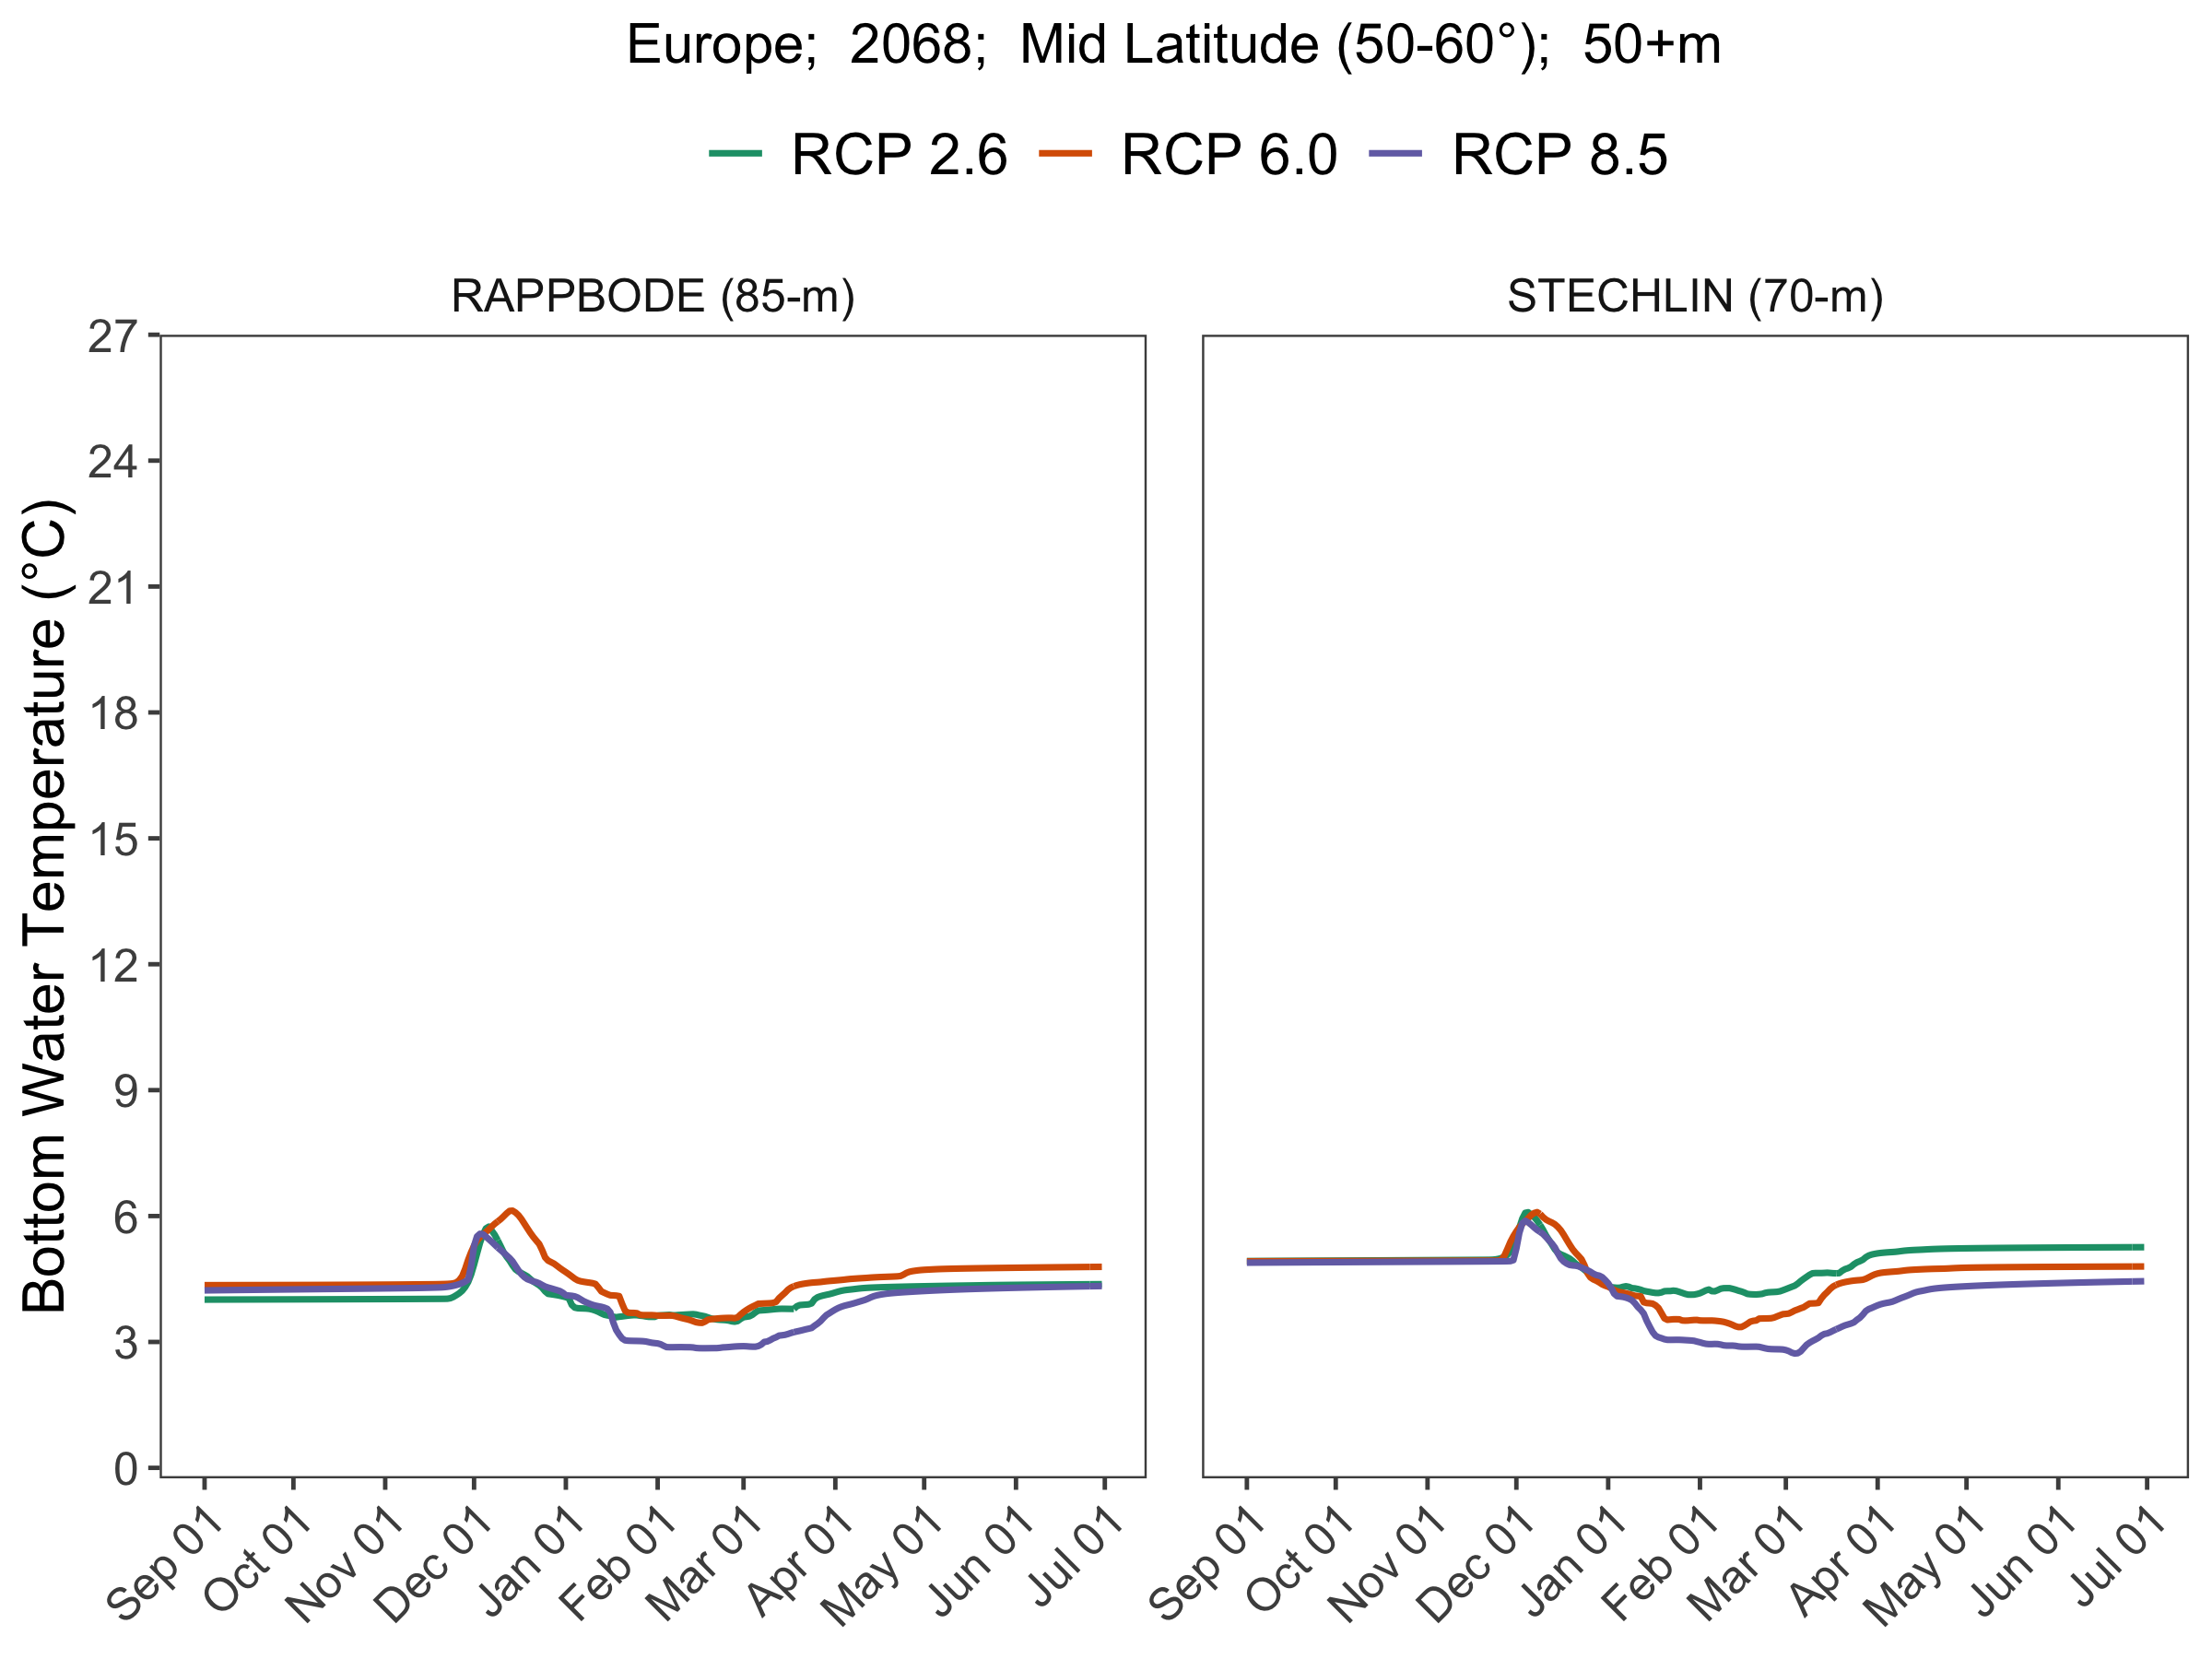 Europe;  2068;  Mid Latitude (50-60°);  50+m
RCP 2.6 RCP 6.0 RCP 8.5
RAPPBODE (85-m) STECHLIN (70-m)
Bottom Water Temperature (°C)
27
24
21
18
15
12
9
6
3
0
Sep 01 Oct 01 Nov 01 Dec 01 Jan 01 Feb 01 Mar 01 Apr 01 May 01 Jun 01 Jul 01 Sep 01 Oct 01 Nov 01 Dec 01 Jan 01 Feb 01 Mar 01 Apr 01 May 01 Jun 01 Jul 01